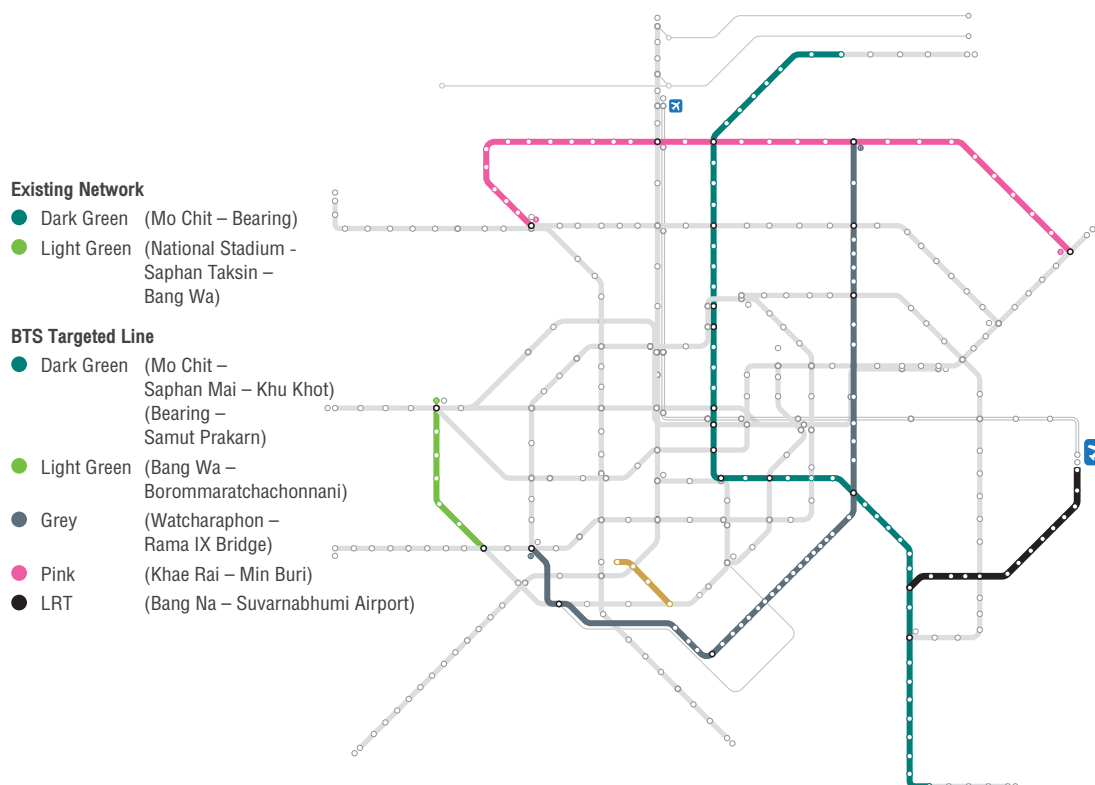 Existing Network
Dark Green (Mo Chit – Bearing)
Light Green (National Stadium -
Saphan Taksin –
Bang Wa)
BTS Targeted Line
Dark Green (Mo Chit –
Saphan Mai – Khu Khot)
(Bearing –
Samut Prakarn)
Light Green (Bang Wa –
Borommaratchachonnani)
Grey (Watcharaphon –
Rama IX Bridge)
Pink (Khae Rai – Min Buri)
LRT (Bang Na – Suvarnabhumi Airport)